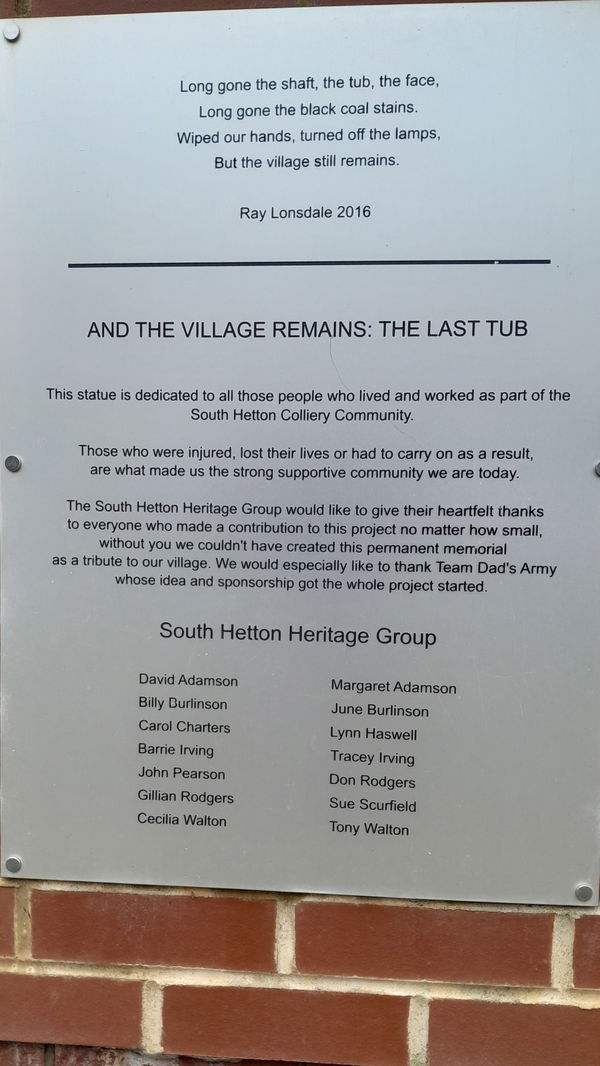 Long gone the shaft, the tub, the face,
Long gone the black coal stains.
Wiped our hands, turned off the lamps,
But the village still remains.
Ray Lonsdale 2016
AND THE VILLAGE REMAINS: THE LAST TUB
This statue is dedicated to all those people who lived and worked as part of the
South Hetton Colliery Community.
Those who were injured, lost their lives or had to carry on as a result,
are what made us the strong supportive community we are today.
The South Hetton Heritage Group would like to give their heartfelt thanks
to everyone who made a contribution to this project no matter how small,
without you we couldn't have created this permanent memorial
as a tribute to our village. We would especially like to thank Team Dad's Army
whose idea and sponsorship got the whole project started.
South Hetton Heritage Group
David Adamson
Billy Burlinson
Carol Charters
Barrie Irving
John Pearson
Gillian Rodgers
Cecilia Walton
Margaret Adamson
June Burlinson
Lynn Haswell
Tracey Irving
Don Rodgers
Sue Scurfield
Tony Walton